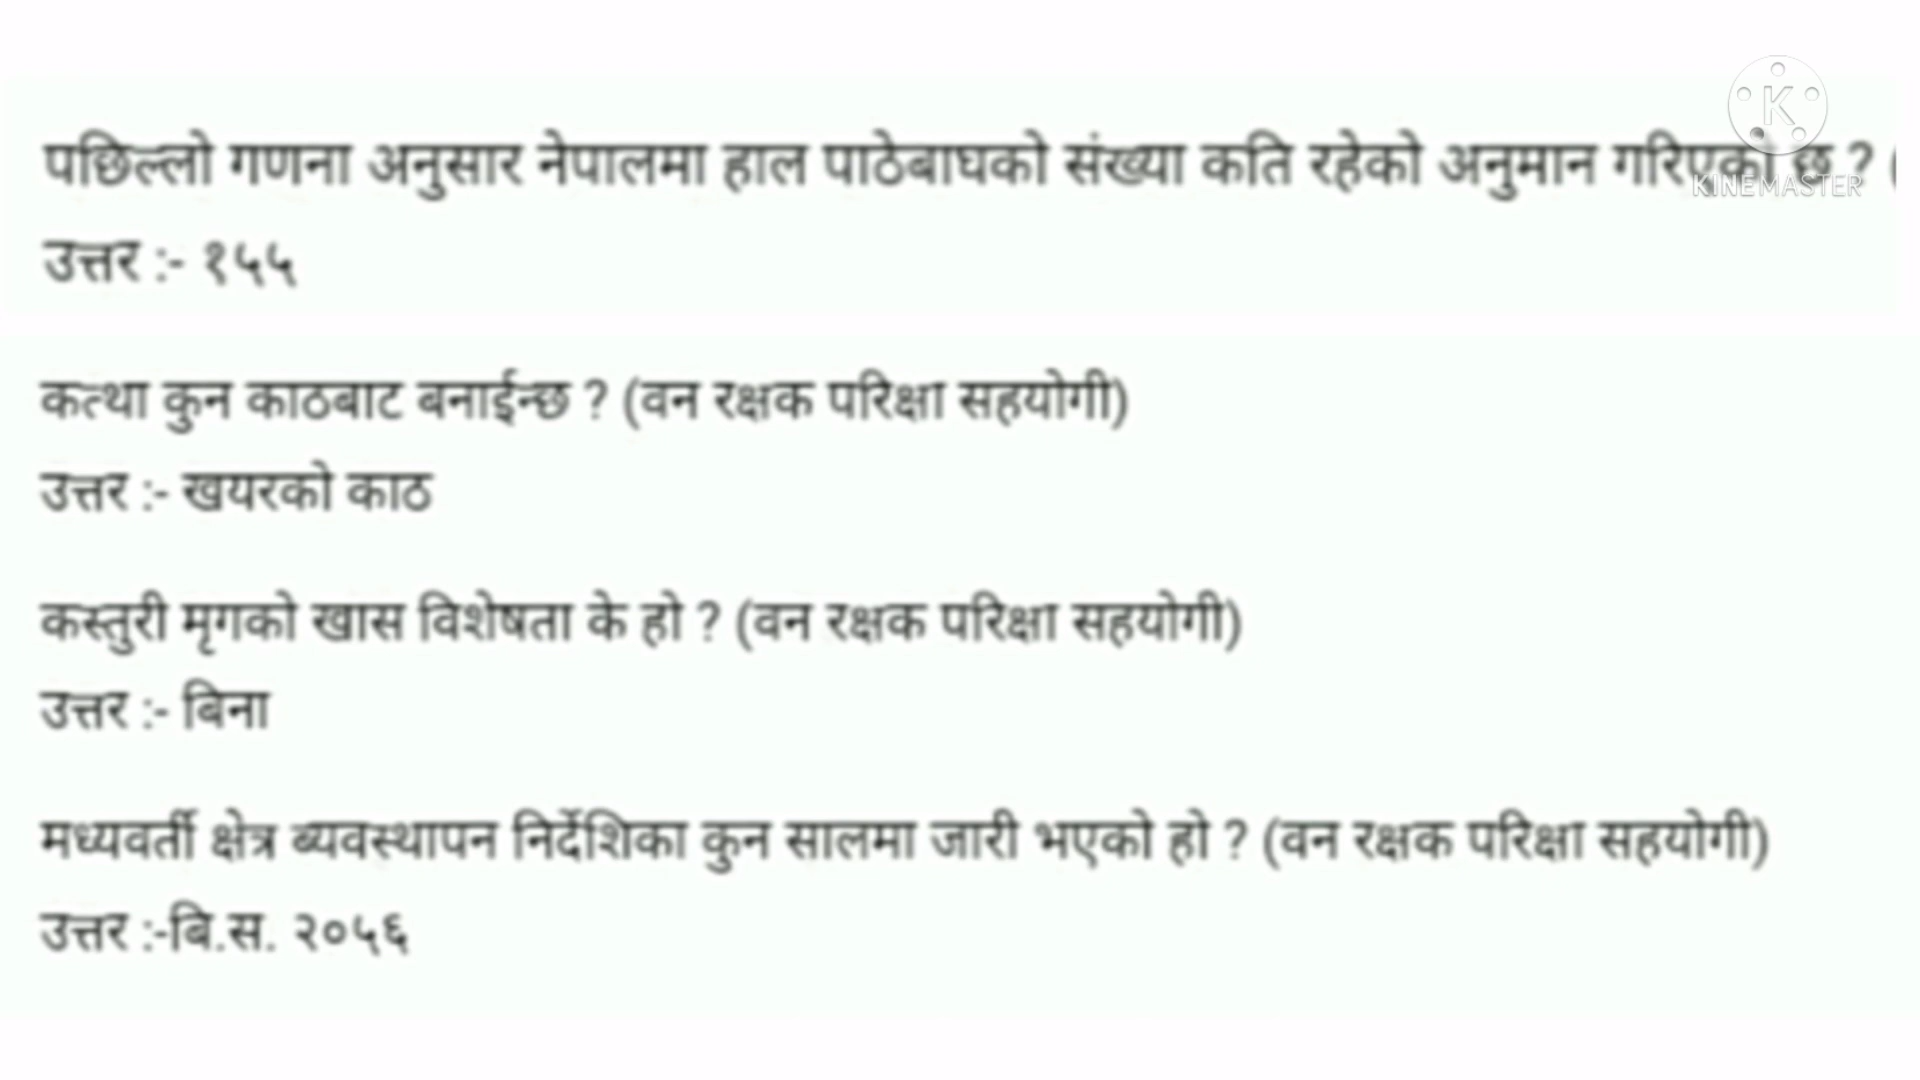 पछिल्लो गणना अनुसार नेपालमा हाल पाठेबाघको संख्या कति रहेको अनुमान गरिएको छ ? (
उत्तर :- १५५
कत्था कुन काठबाट बनाईन्छ ? (वन रक्षक परिक्षा सहयोगी)
उत्तर :- खयरको काठ
कस्तुरी मृगको खास विशेषता के हो ? (वन रक्षक परिक्षा सहयोगी)
उत्तर :- बिना
मध्यवर्ती क्षेत्र ब्यवस्थापन निर्देशिका कुन सालमा जारी भएको हो ? (वन रक्षक परिक्षा सहयोगी)
उत्तर :-बि.स. २०५६
K
KINEMASTER